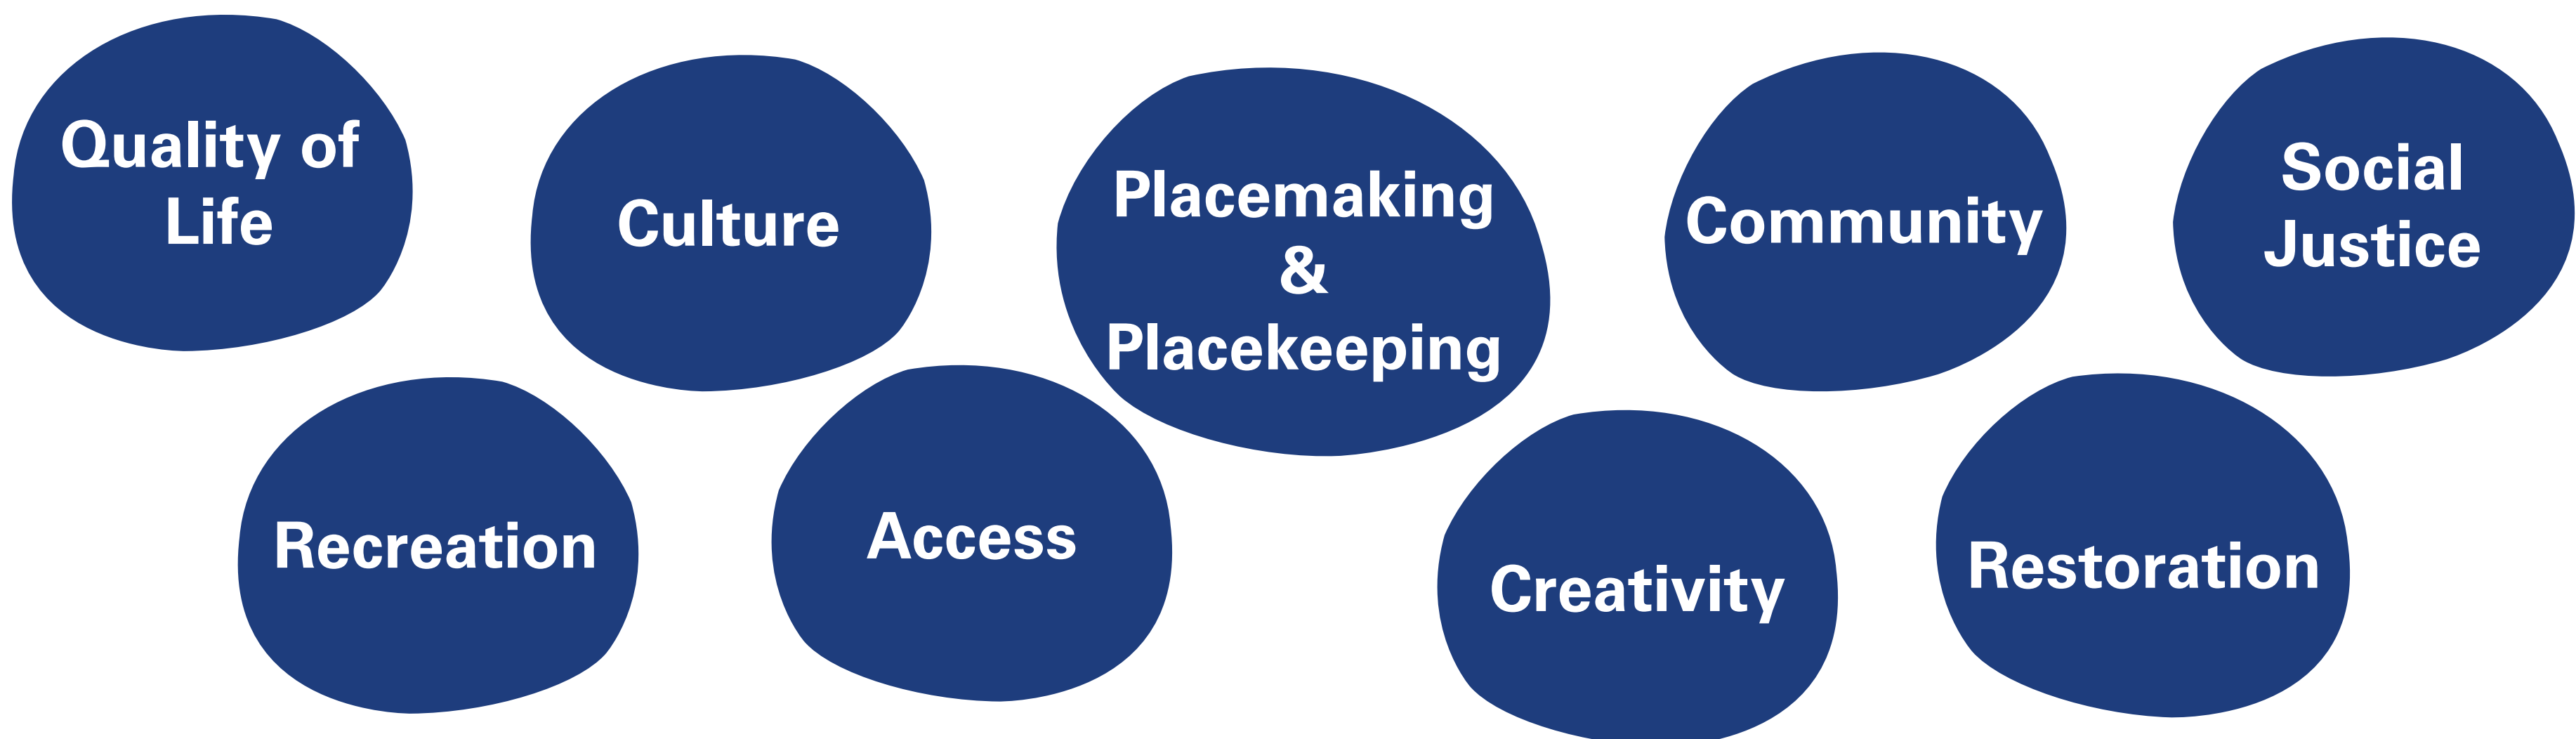 Quality of
Life
Culture
Placemaking
&
Placekeeping
Community
Social
Justice
Recreation
Access
Creativity
Restoration